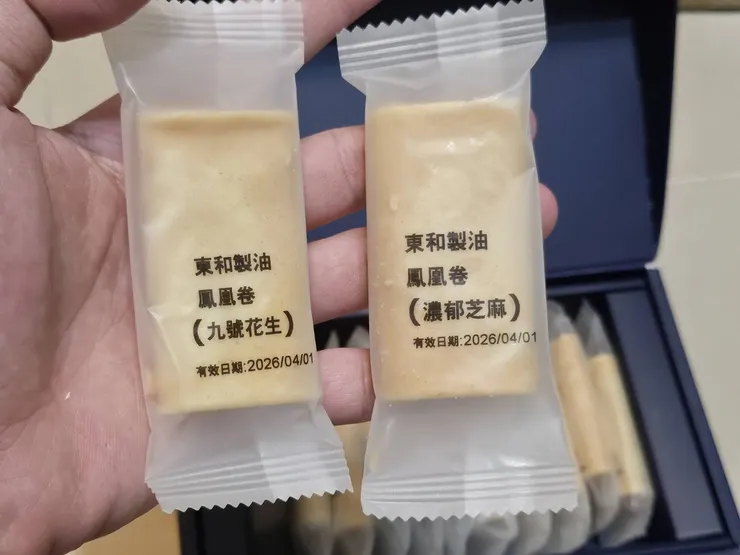 東和製油
鳳凰卷
(九號花生)
有效日期:2026/04/01
東和製油
鳳凰卷
(濃郁芝麻)
有效日期:2026/04/01